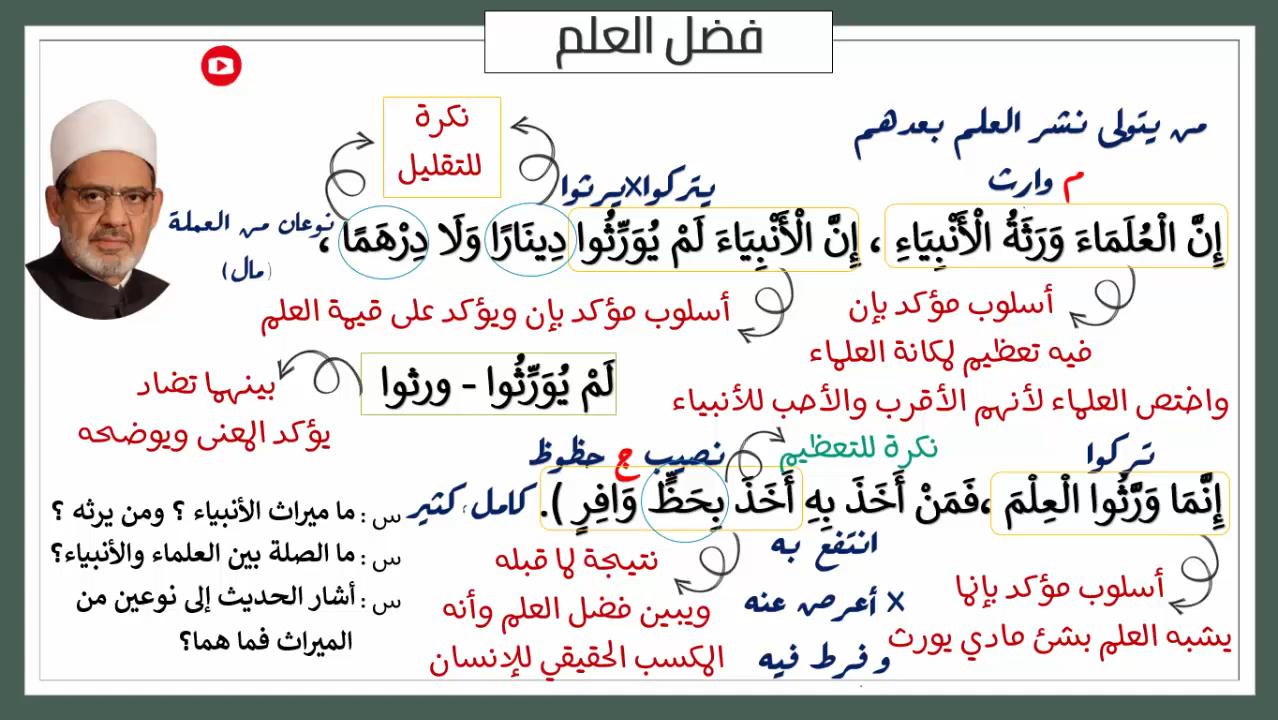 فضل العلم
من يتولى نشر العلم بعدهم
م وارث
نكرة
للتقليل
يتركوا×يرثوا
نوعان من العملة
(مال)
إِنَّ الْعُلَمَاءَ وَرَثَةُ الْأَنْبِيَاءِ ، إِنَّ الْأَنْبِيَاءَ لَمْ يُوَرِّثُوا دِينَارًا وَلَا دِرْهَمًا ،
أسلوب مؤكد بإن
فيه تعظيم لمكانة العلماء
واختص العلماء لأنهم الأقرب والأحب للأنبياء
أسلوب مؤكد بإن ويؤكد على قيمة العلم
لَمْ يُوَرِّثُوا - ورثوا
بينهما تضاد
يؤكد المعنى ويوضحه
تركوا
نكرة للتعظيم
نصيب ج حظوظ
إِنَّمَا وَرَّثُوا الْعِلْمَ ،فَمَنْ أَخَذَ بِهِ أَخَذَ بِحَظٍّ وَافِرٍ ).
كامل، كثير
أسلوب مؤكد بإنما
يشبه العلم بشئ مادي يورث
انتفع به
× أعرض عنه
وفرط فيه
نتيجة لما قبله
ويبين فضل العلم وأنه
المكسب الحقيقي للإنسان
س : ما ميراث الأنبياء ؟ ومن يرثه ؟
س : ما الصلة بين العلماء والأنبياء؟
س : أشار الحديث إلى نوعين من
الميراث فما هما؟